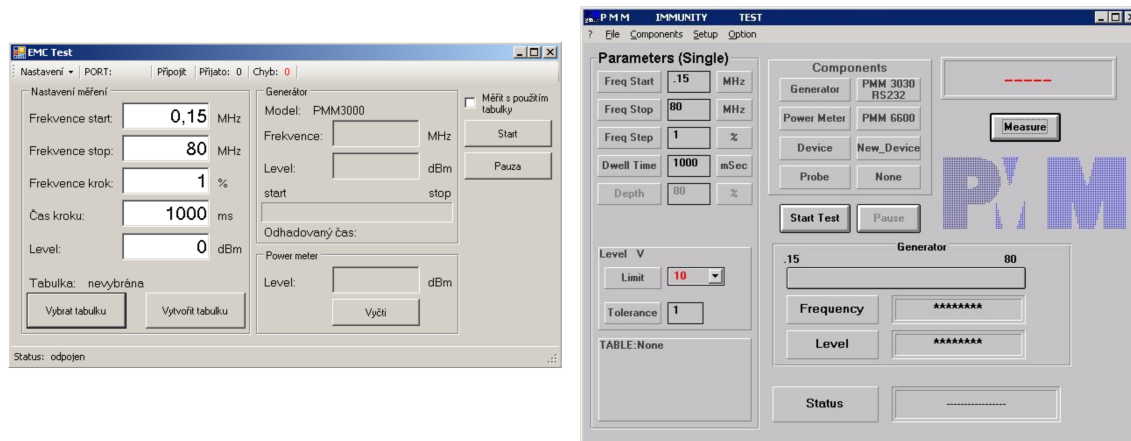 EMC Test
Nastavení PORT: Připojit Přijato: 0 Chyb: 0
Nastavení měření
Frekvence start: 0,15 MHz
Frekvence stop: 80 MHz
Frekvence krok: 1 %
Čas kroku: 1000 ms
Level: 0 dBm
Tabulka: nevybrána
Vybrat tabulku Vytvořit tabulku
Generátor
Model: PMM3000
Frekvence: MHz
Level: dBm
start stop
Odhadovaný čas:
Power meter
Level: dBm
Vyčti
Měřit s použitím
tabulky
Start
Pauza
Status: odpojen
PMM IMMUNITY TEST
? File Components Setup Option
Parameters (Single)
Freq Start .15 MHz
Freq Stop 80 MHz
Freq Step 1 %
Dwell Time 1000 mSec
Depth 80 %
Level V
Limit 10
Tolerance 1
TABLE:None
Components
Generator PMM 3030
RS232
Power Meter PMM 6600
Device New_Device
Probe None
-----
Measure
PMM
Start Test Pause
Generator
.15 80
Frequency ********
Level ********
Status ----------------